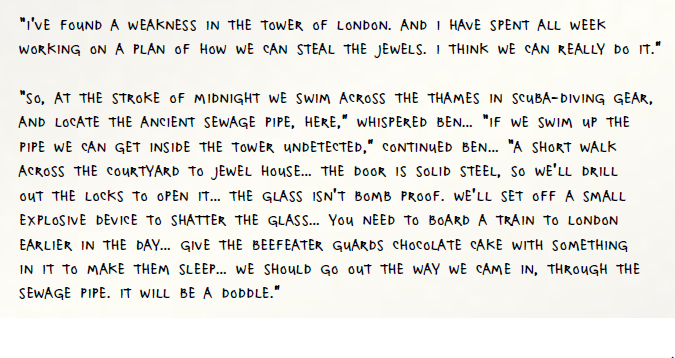 "I'VE FOUND A WEAKNESS IN THE TOWER OF LONDON. AND I HAVE SPENT ALL WEEK
WORKING ON A PLAN OF HOW WE CAN STEAL THE JEWELS. I THINK WE CAN REALLY DO IT."
"SO, AT THE STROKE OF MIDNIGHT WE SWIM ACROSS THE THAMES IN SCUBA-DIVING GEAR,
AND LOCATE THE ANCIENT SEWAGE PIPE, HERE," WHISPERED BEN... "IF WE SWIM UP THE
PIPE WE CAN GET INSIDE THE TOWER UNDETECTED," CONTINUED BEN... "A SHORT WALK
ACROSS THE COURTYARD TO JEWEL HOUSE... THE DOOR IS SOLID STEEL, SO WE'LL DRILL
OUT THE LOCKS TO OPEN IT... THE GLASS ISN'T BOMB PROOF. WE'LL SET OFF A SMALL
EXPLOSIVE DEVICE TO SHATTER THE GLASS... YOU NEED TO BOARD A TRAIN TO LONDON
EARLIER IN THE DAY... GIVE THE BEEFEATER GUARDS CHOCOLATE CAKE WITH SOMETHING
IN IT TO MAKE THEM SLEEP... WE SHOULD GO OUT THE WAY WE CAME IN, THROUGH THE
SEWAGE PIPE. IT WILL BE A DODDLE."